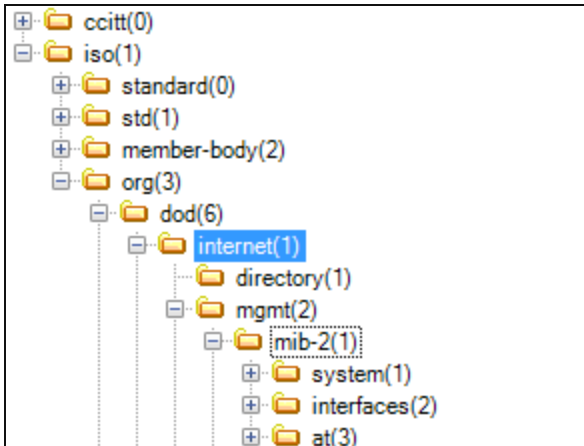 ccitt(0)
iso(1)
standard(0)
std(1)
member-body(2)
org(3)
dod(6)
internet(1)
directory(1)
mgmt(2)
mib-2(1)
system(1)
interfaces(2)
at(3)